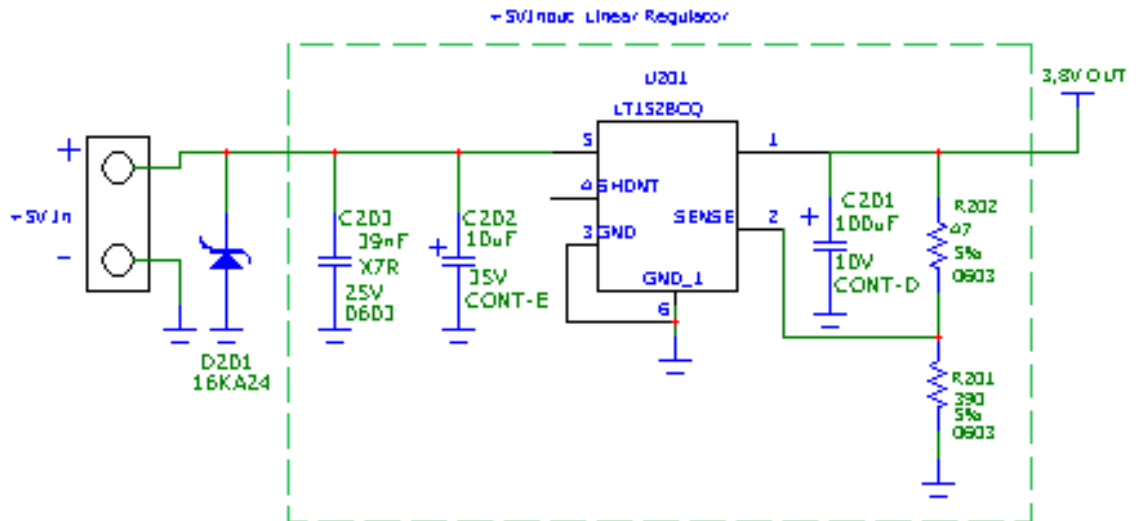 +5V Input Linear Regulator
U201
LT1528CQ
3,8V OUT
+
5
1
4
SHDN
+5V In
C203
39nF
X7R
25V
0603
C202
10uF
+
35V
CONT-E
3
GND
SENSE
2
GND_1
6
C201
100uF
+
10V
CONT-D
R202
47
5%
0603
-
D201
16KA24
R201
390
5%
0603